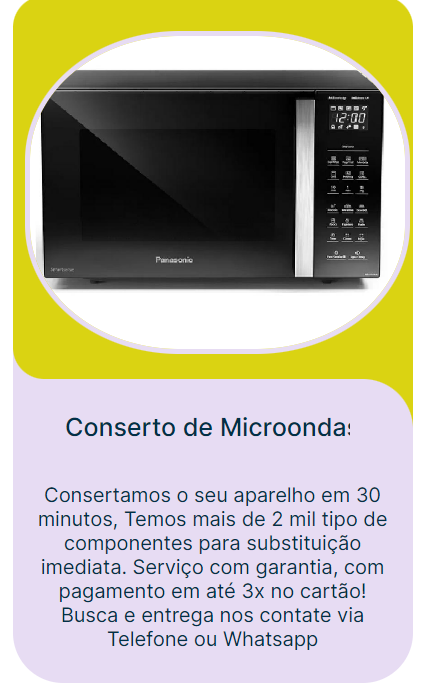 12:00
Panasonic
Conserto de Microondas
Consertamos o seu aparelho em 30
minutos, Temos mais de 2 mil tipo de
componentes para substituição
imediata. Serviço com garantia, com
pagamento em até 3x no cartão!
Busca e entrega nos contate via
Telefone ou Whatsapp